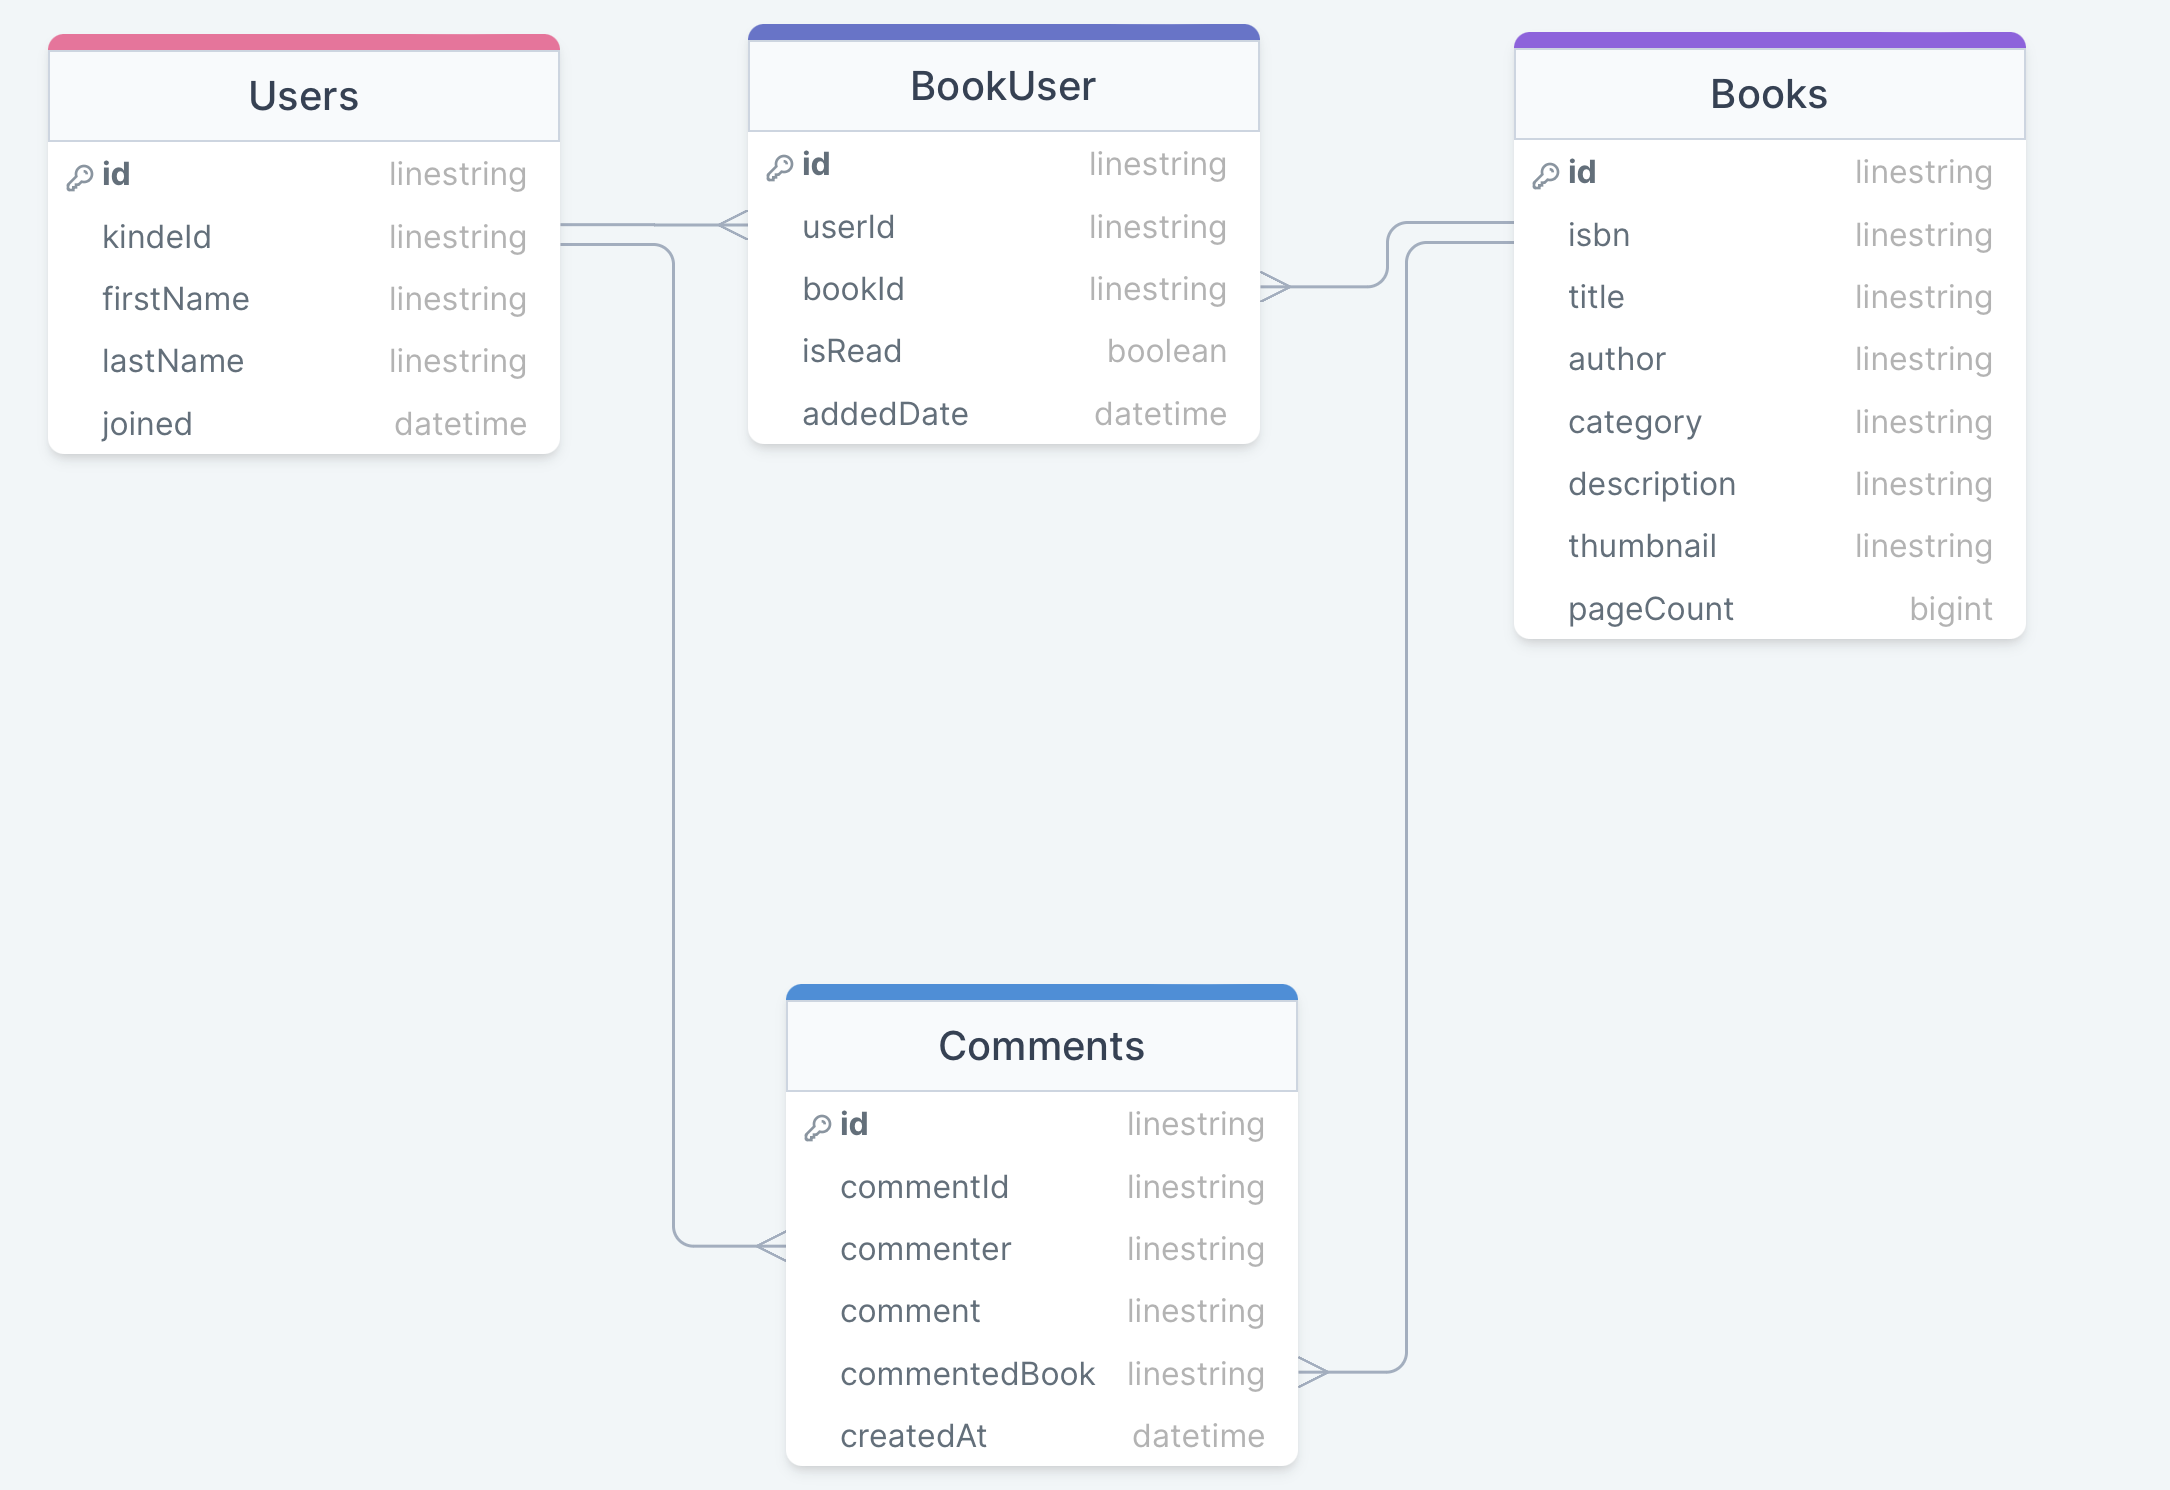 Users
id linestring
kindeId linestring
firstName linestring
lastName linestring
joined datetime
BookUser
id linestring
userId linestring
bookId linestring
isRead boolean
addedDate datetime
Books
id linestring
isbn linestring
title linestring
author linestring
category linestring
description linestring
thumbnail linestring
pageCount bigint
Comments
id linestring
commentId linestring
commenter linestring
comment linestring
commentedBook linestring
createdAt datetime